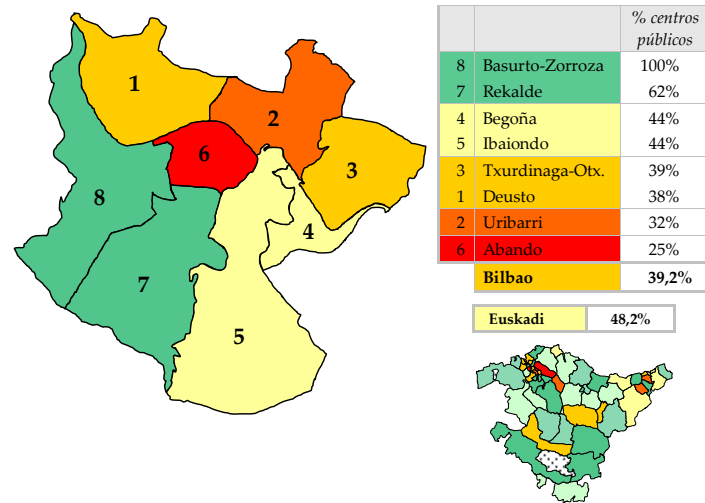 1
2
3
4
5
6
7
8
% centros
públicos
8 Basurto-Zorroza 100%
7 Rekalde 62%
4 Begoña 44%
5 Ibaiondo 44%
3 Txurdinaga-Otx. 39%
1 Deusto 38%
2 Uribarri 32%
6 Abando 25%
Bilbao 39,2%
Euskadi 48,2%